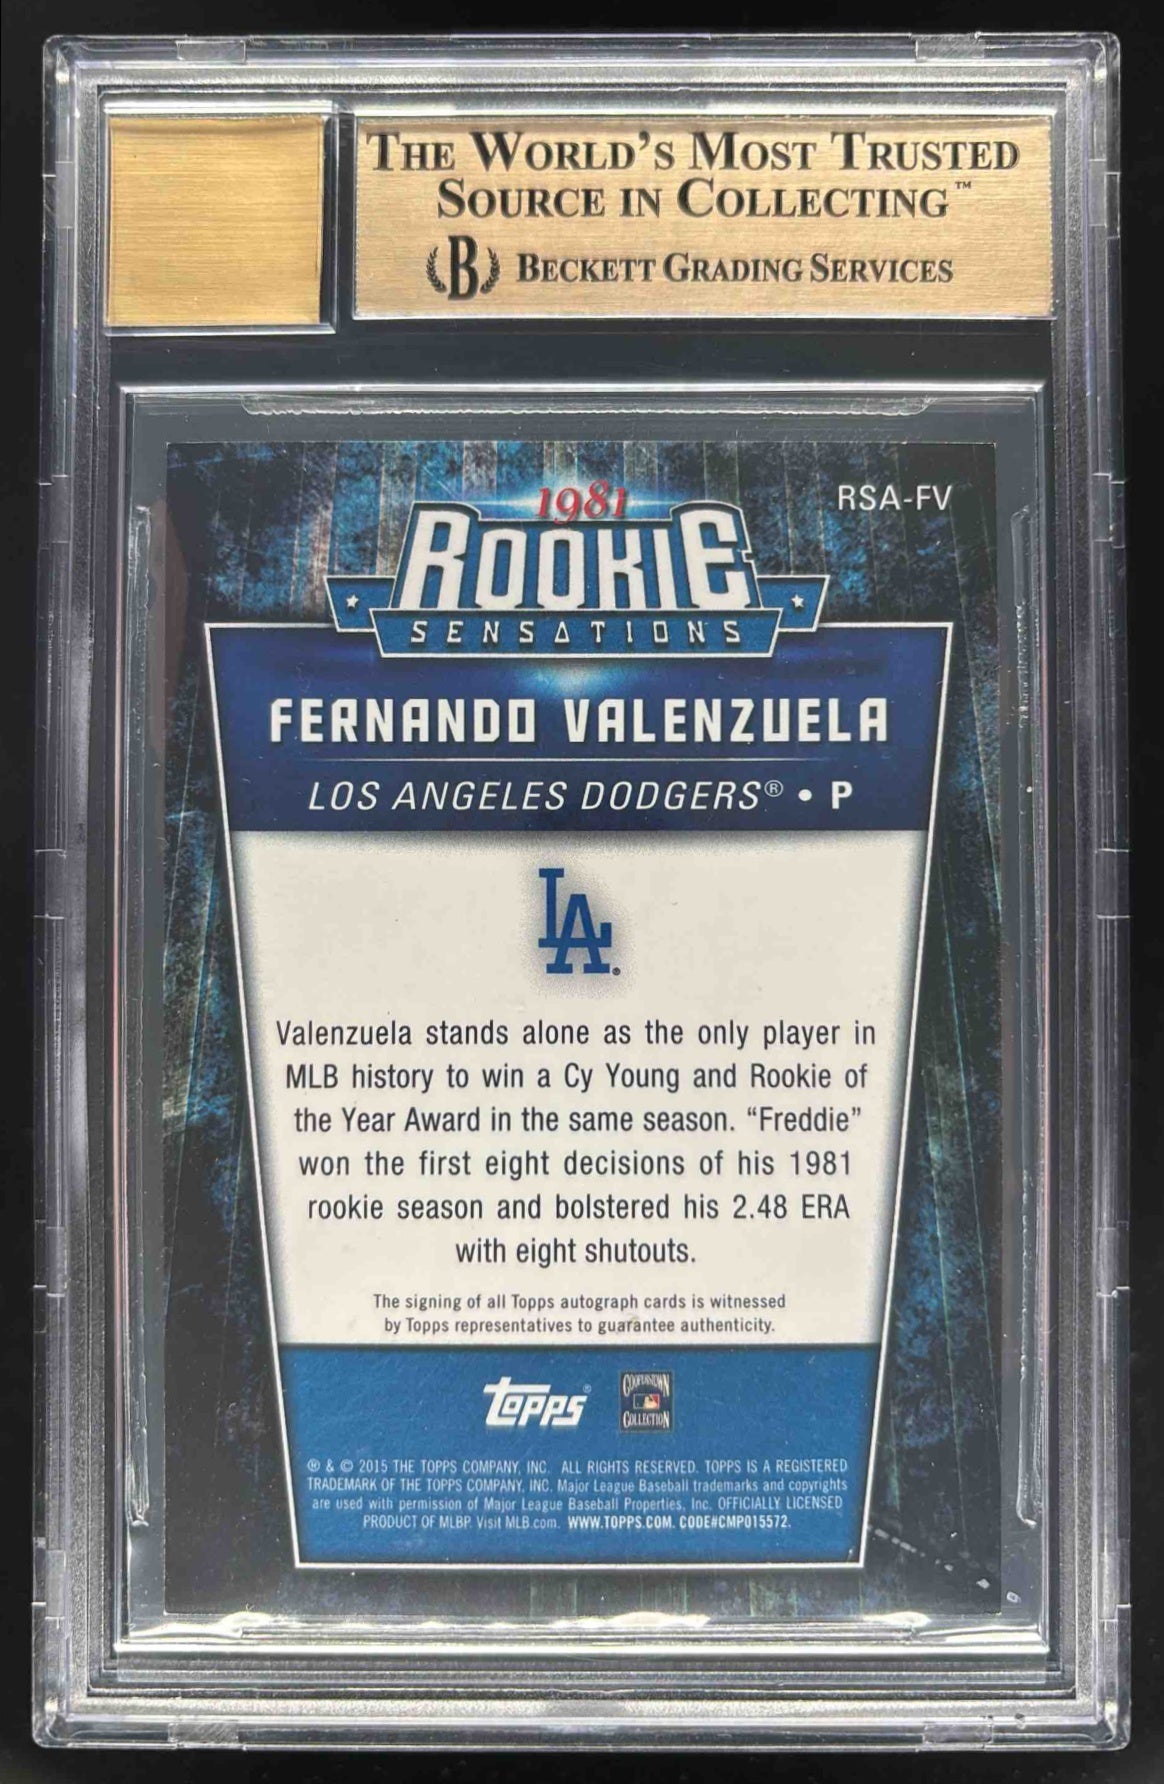 THE WORLD'S MOST TRUSTED
SOURCE IN COLLECTING™
B BECKETT GRADING SERVICES
RSA-FV
1981
ROOKIE
SENSATIONS
FERNANDO VALENZUELA
LOS ANGELES DODGERS® • P
LA
Valenzuela stands alone as the only player in
MLB history to win a Cy Young and Rookie of
the Year Award in the same season. “Freddie”
won the first eight decisions of his 1981
rookie season and bolstered his 2.48 ERA
with eight shutouts.
The signing of all Topps autograph cards is witnessed
by Topps representatives to guarantee authenticity.
topps®
COOPERSTOWN
COLLECTION
® & © 2015 THE TOPPS COMPANY, INC. ALL RIGHTS RESERVED. TOPPS IS A REGISTERED
TRADEMARK OF THE TOPPS COMPANY, INC. Major League Baseball trademarks and copyrights
are used with permission of Major League Baseball Properties, Inc. OFFICIALLY LICENSED
PRODUCT OF MLBP. Visit MLB.com. WWW.TOPPS.COM. CODE#CMP015572.